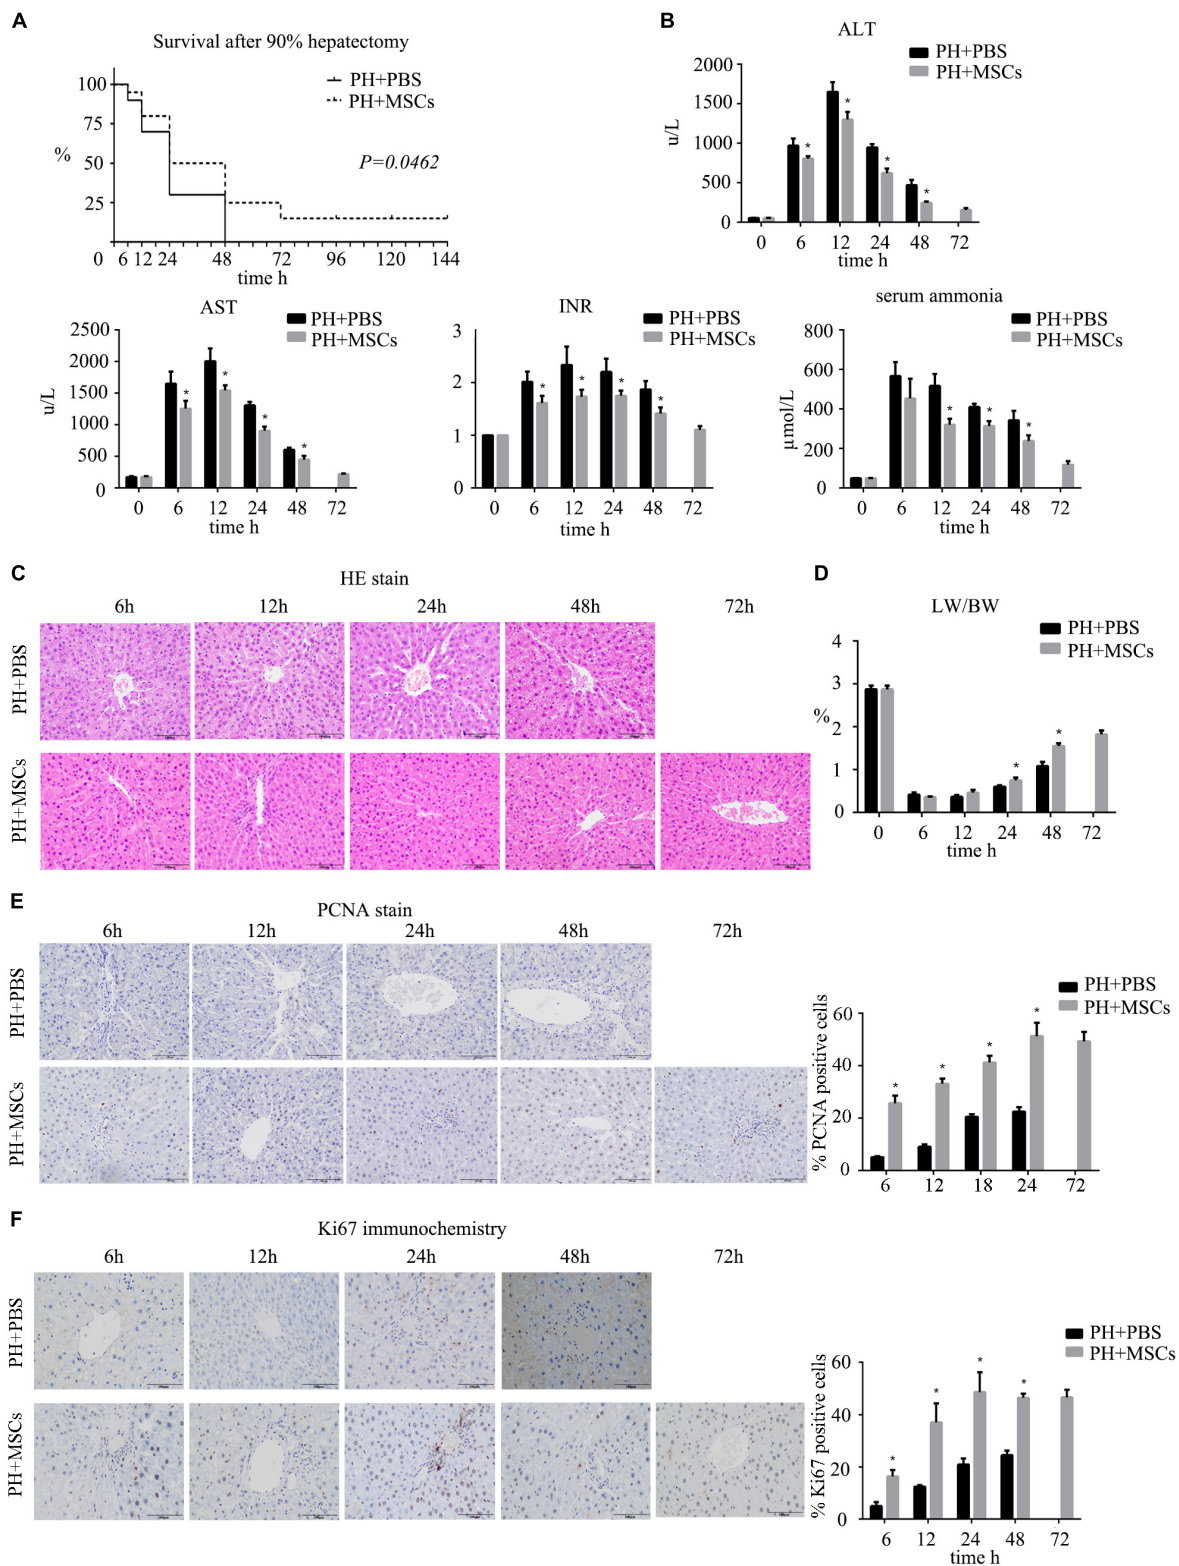 A
Survival after 90% hepatectomy
PH+PBS
PH+MSCs
P=0.0462
%
100
75
50
25
0 6 12 24 48 72 96 120 144
time h
B
ALT
PH+PBS
PH+MSCs
u/L
2000
1500
1000
500
0
* * * *
0 6 12 24 48 72
time h
AST
PH+PBS
PH+MSCs
u/L
2500
2000
1500
1000
500
0
* * * *
0 6 12 24 48 72
time h
INR
PH+PBS
PH+MSCs
3
2
1
0
* * * *
0 6 12 24 48 72
time h
serum ammonia
PH+PBS
PH+MSCs
µmol/L
800
600
400
200
0
* * *
0 6 12 24 48 72
time h
C
HE stain
6h 12h 24h 48h 72h
PH+PBS
PH+MSCs
D
LW/BW
PH+PBS
PH+MSCs
%
4
3
2
1
0
* *
0 6 12 24 48 72
time h
E
PCNA stain
6h 12h 24h 48h 72h
PH+PBS
PH+MSCs
PH+PBS
PH+MSCs
% PCNA positive cells
60
40
20
0
* * * *
6 12 18 24 72
F
Ki67 immunochemistry
6h 12h 24h 48h 72h
PH+PBS
PH+MSCs
PH+PBS
PH+MSCs
% Ki67 positive cells
60
40
20
0
* * * *
6 12 24 48 72
time h